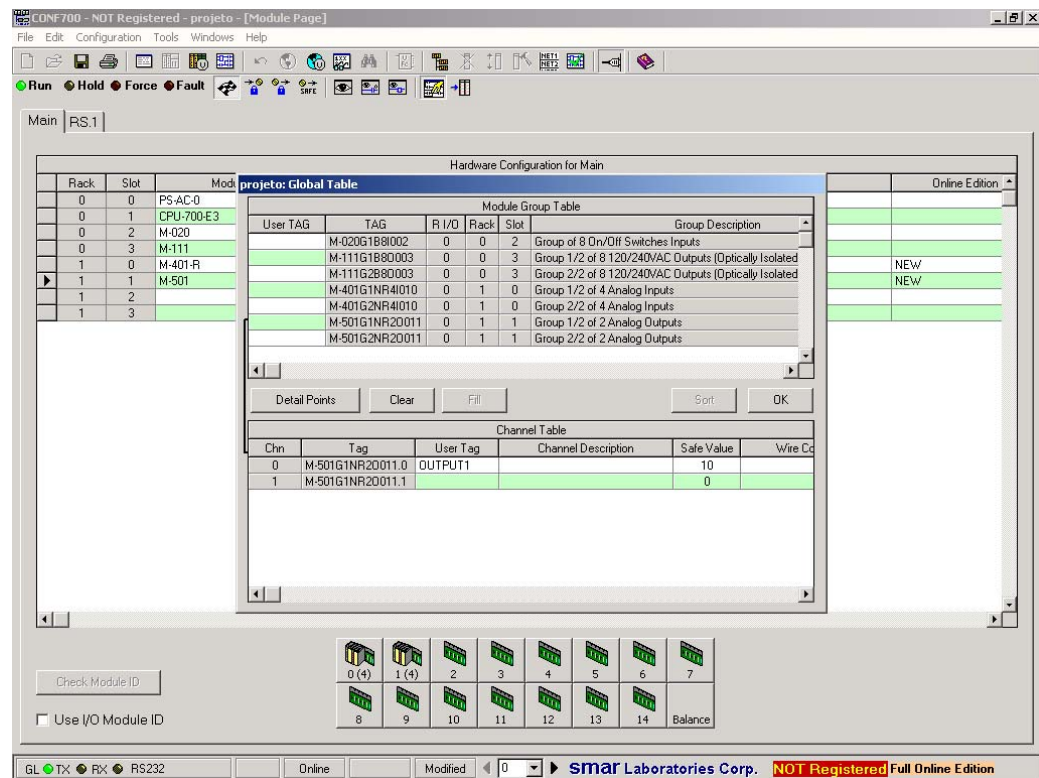 CONF700 - NOT Registered - projeto - [Module Page]
File Edit Configuration Tools Windows Help
NET1
NET2
Run Hold Force Fault SAFE
Main RS.1
Hardware Configuration for Main
Rack Slot Modu Online Edition
0 0 PS-AC-0
0 1 CPU-700-E3
0 2 M-020
0 3 M-111
1 0 M-401-R NEW
1 1 M-501 NEW
1 2
1 3
projeto: Global Table
Module Group Table
User TAG TAG R I/O Rack Slot Group Description
M-020G1B8I002 0 0 2 Group of 8 On/Off Switches Inputs
M-111G1B8O003 0 0 3 Group 1/2 of 8 120/240VAC Outputs (Optically Isolated
M-111G2B8O003 0 0 3 Group 2/2 of 8 120/240VAC Outputs (Optically Isolated
M-401G1NR4I010 0 1 0 Group 1/2 of 4 Analog Inputs
M-401G2NR4I010 0 1 0 Group 2/2 of 4 Analog Inputs
M-501G1NR2O011 0 1 1 Group 1/2 of 2 Analog Outputs
M-501G2NR2O011 0 1 1 Group 2/2 of 2 Analog Outputs
Detail Points Clear Fill Sort OK
Channel Table
Chn Tag User Tag Channel Description Safe Value Wire Co
0 M-501G1NR2O011.0 OUTPUT1 10
1 M-501G1NR2O011.1 0
0 (4) 1 (4) 2 3 4 5 6 7
8 9 10 11 12 13 14 Balance
Check Module ID
Use I/O Module ID
GL TX RX RS232 Online Modified 0 smar Laboratories Corp. NOT Registered Full Online Edition